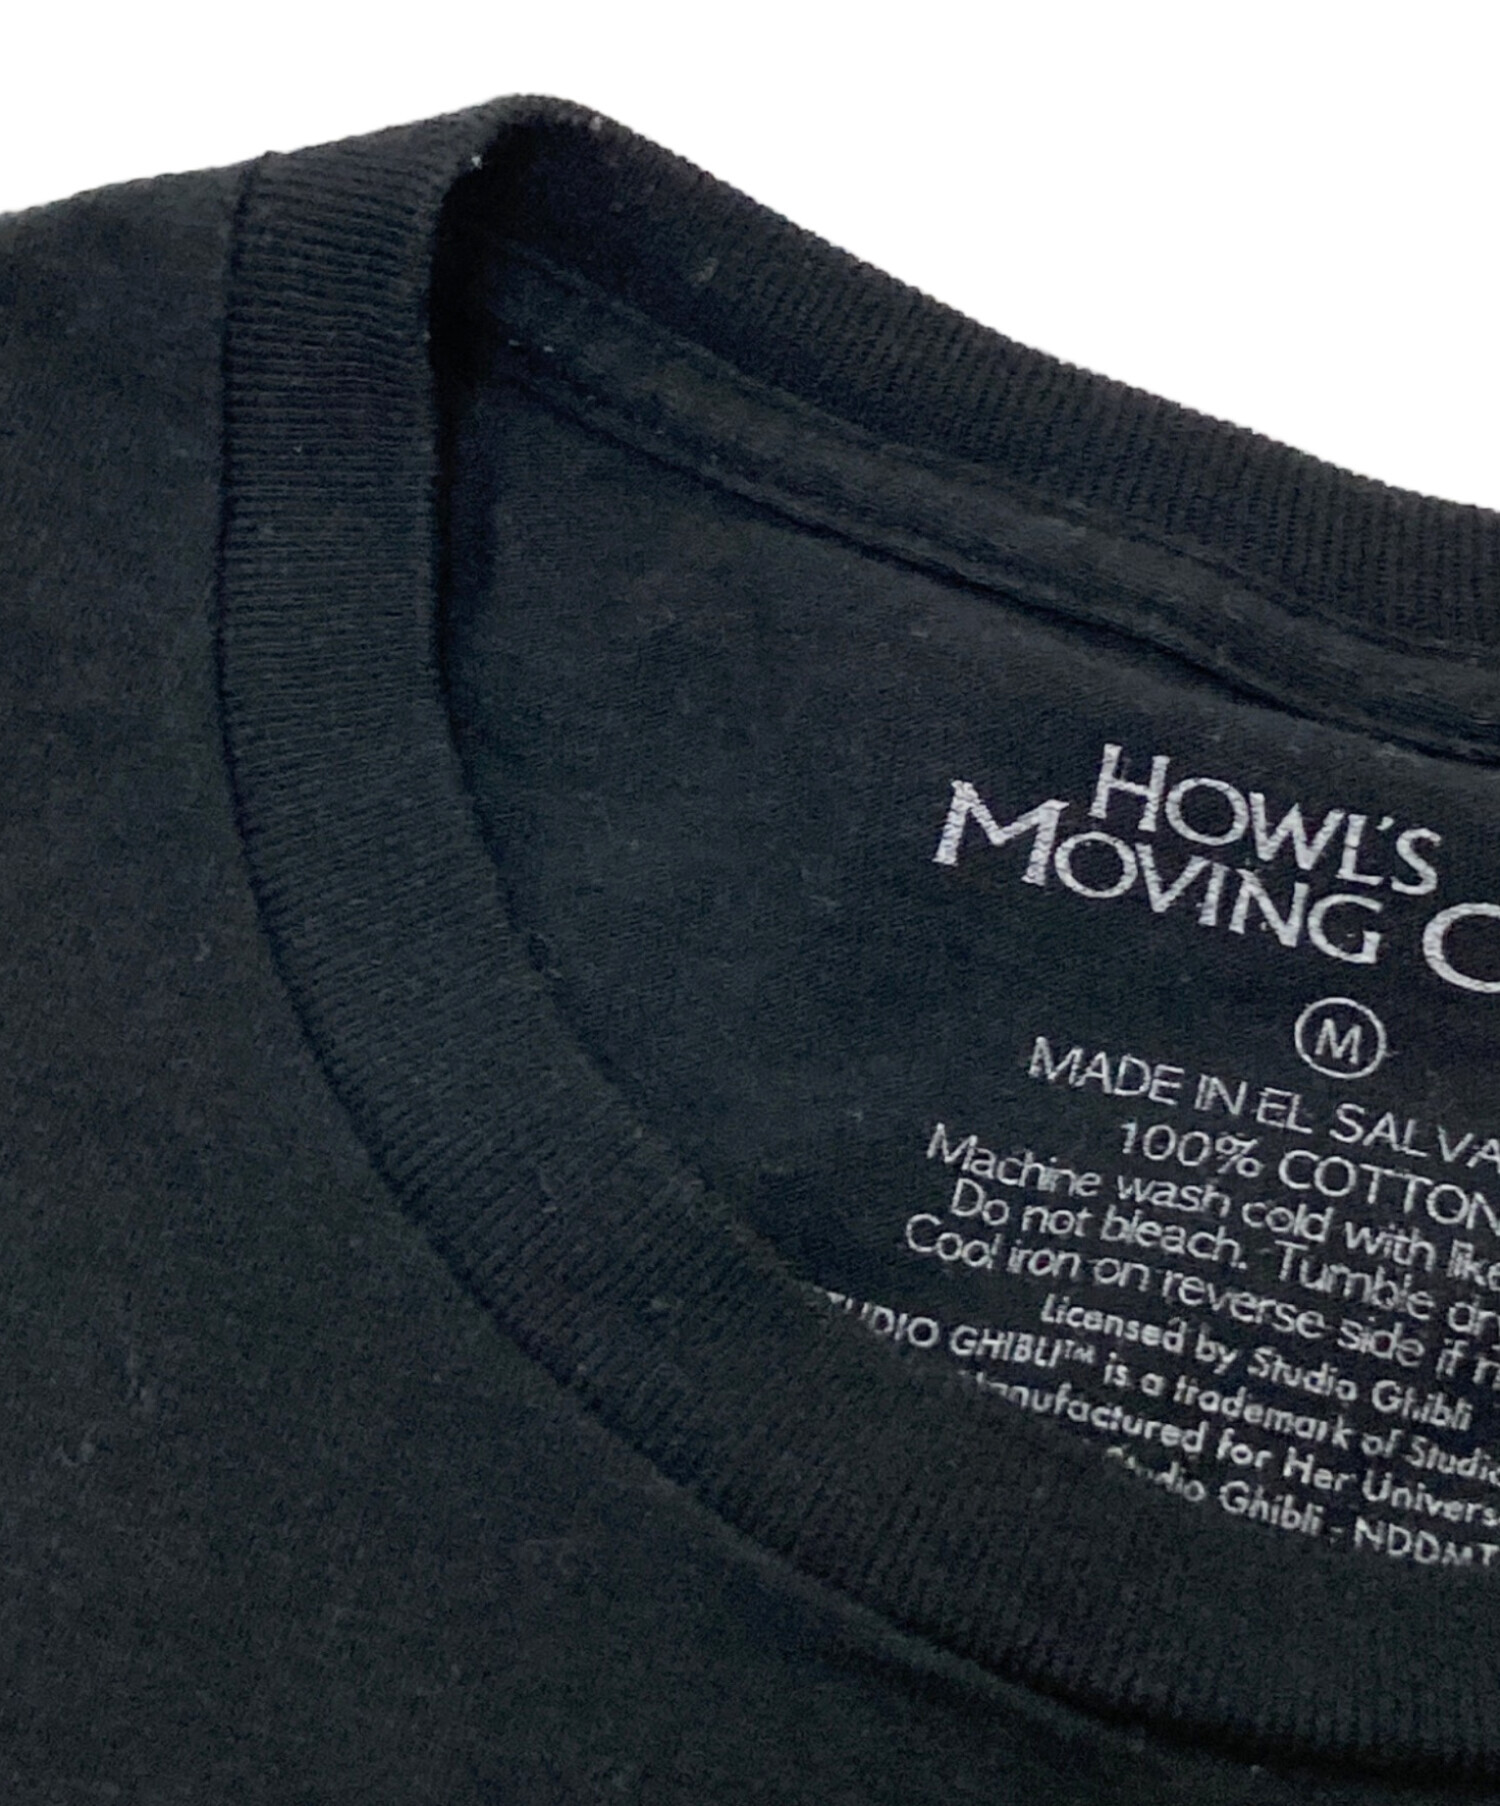 HOWL'S
MOVING C
M
MADE IN EL SALVA
100% COTTON
Machine wash cold with like
Do not bleach. Tumble dry
Cool iron on reverse side if n
Licensed by Studio Ghibli
TUDIO GHIBLI™ is a trademark of Studio
Manufactured for Her Univers
Studio Ghibli - NDDMT